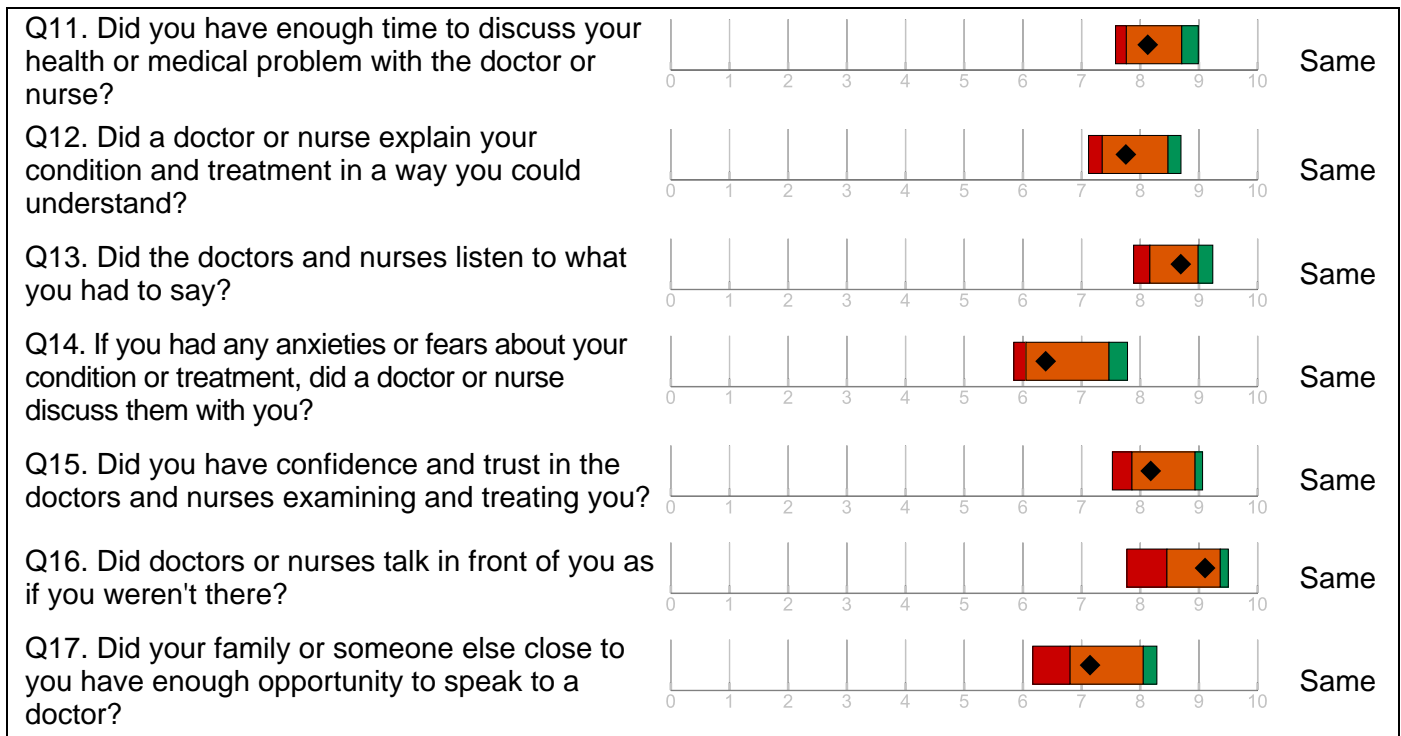 Q11. Did you have enough time to discuss your
health or medical problem with the doctor or
nurse?
0 1 2 3 4 5 6 7 8 9 10
Same
Q12. Did a doctor or nurse explain your
condition and treatment in a way you could
understand?
0 1 2 3 4 5 6 7 8 9 10
Same
Q13. Did the doctors and nurses listen to what
you had to say?
0 1 2 3 4 5 6 7 8 9 10
Same
Q14. If you had any anxieties or fears about your
condition or treatment, did a doctor or nurse
discuss them with you?
0 1 2 3 4 5 6 7 8 9 10
Same
Q15. Did you have confidence and trust in the
doctors and nurses examining and treating you?
0 1 2 3 4 5 6 7 8 9 10
Same
Q16. Did doctors or nurses talk in front of you as
if you weren't there?
0 1 2 3 4 5 6 7 8 9 10
Same
Q17. Did your family or someone else close to
you have enough opportunity to speak to a
doctor?
0 1 2 3 4 5 6 7 8 9 10
Same